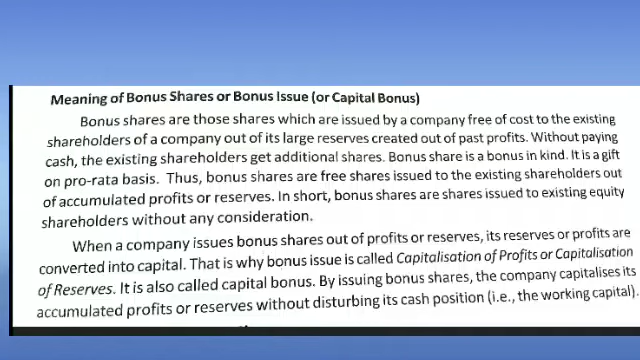 Meaning of Bonus Shares or Bonus Issue (or Capital Bonus)
Bonus shares are those shares which are issued by a company free of cost to the existing
shareholders of a company out of its large reserves created out of past profits. Without paying
cash, the existing shareholders get additional shares. Bonus share is a bonus in kind. It is a gift
on pro-rata basis. Thus, bonus shares are free shares issued to the existing shareholders out
of accumulated profits or reserves. In short, bonus shares are shares issued to existing equity
shareholders without any consideration.
When a company issues bonus shares out of profits or reserves, its reserves or profits are
converted into capital. That is why bonus issue is called Capitalisation of Profits or Capitalisation
of Reserves. It is also called capital bonus. By issuing bonus shares, the company capitalises its
accumulated profits or reserves without disturbing its cash position (i.e., the working capital).